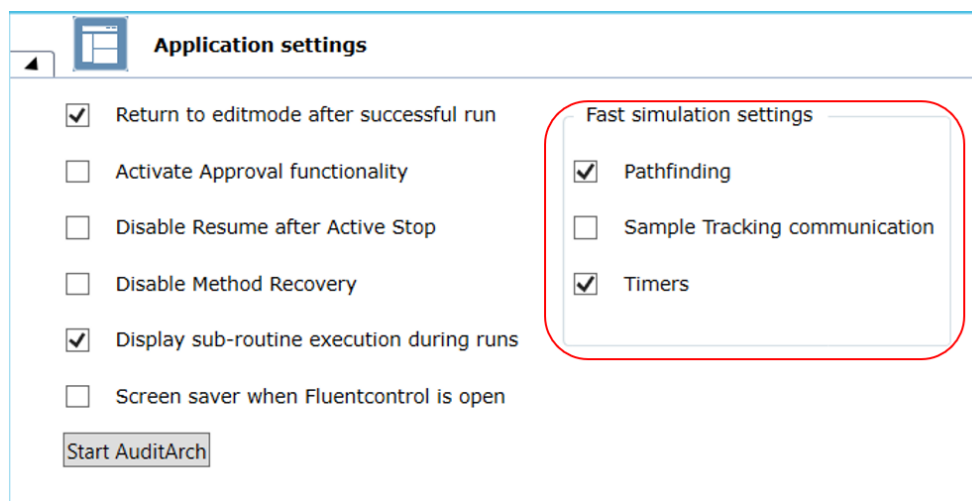 Application settings
Return to editmode after successful run
Activate Approval functionality
Disable Resume after Active Stop
Disable Method Recovery
Display sub-routine execution during runs
Screen saver when Fluentcontrol is open
Start AuditArch
Fast simulation settings
Pathfinding
Sample Tracking communication
Timers